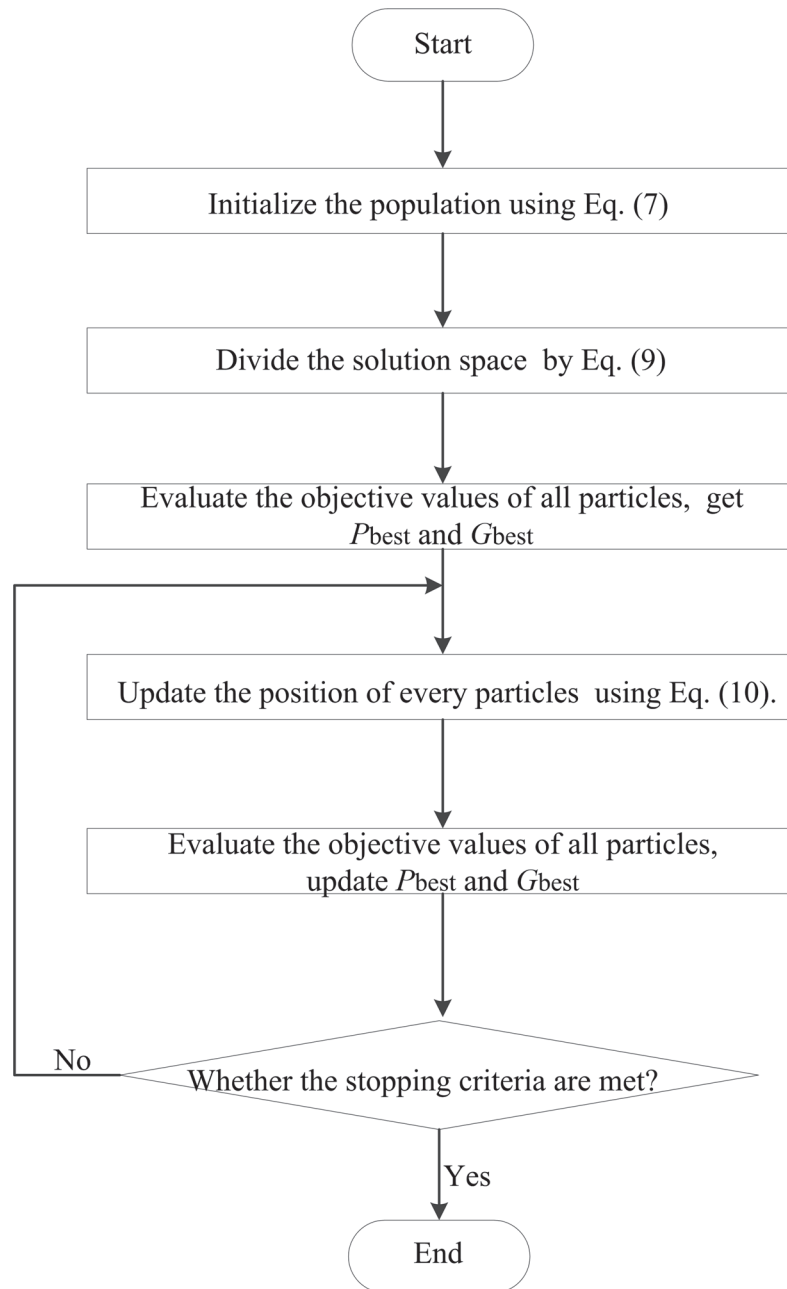 Start
Initialize the population using Eq. (7)
Divide the solution space by Eq. (9)
Evaluate the objective values of all particles, get
Pbest and Gbest
Update the position of every particles using Eq. (10).
Evaluate the objective values of all particles,
update Pbest and Gbest
No
Whether the stopping criteria are met?
Yes
End